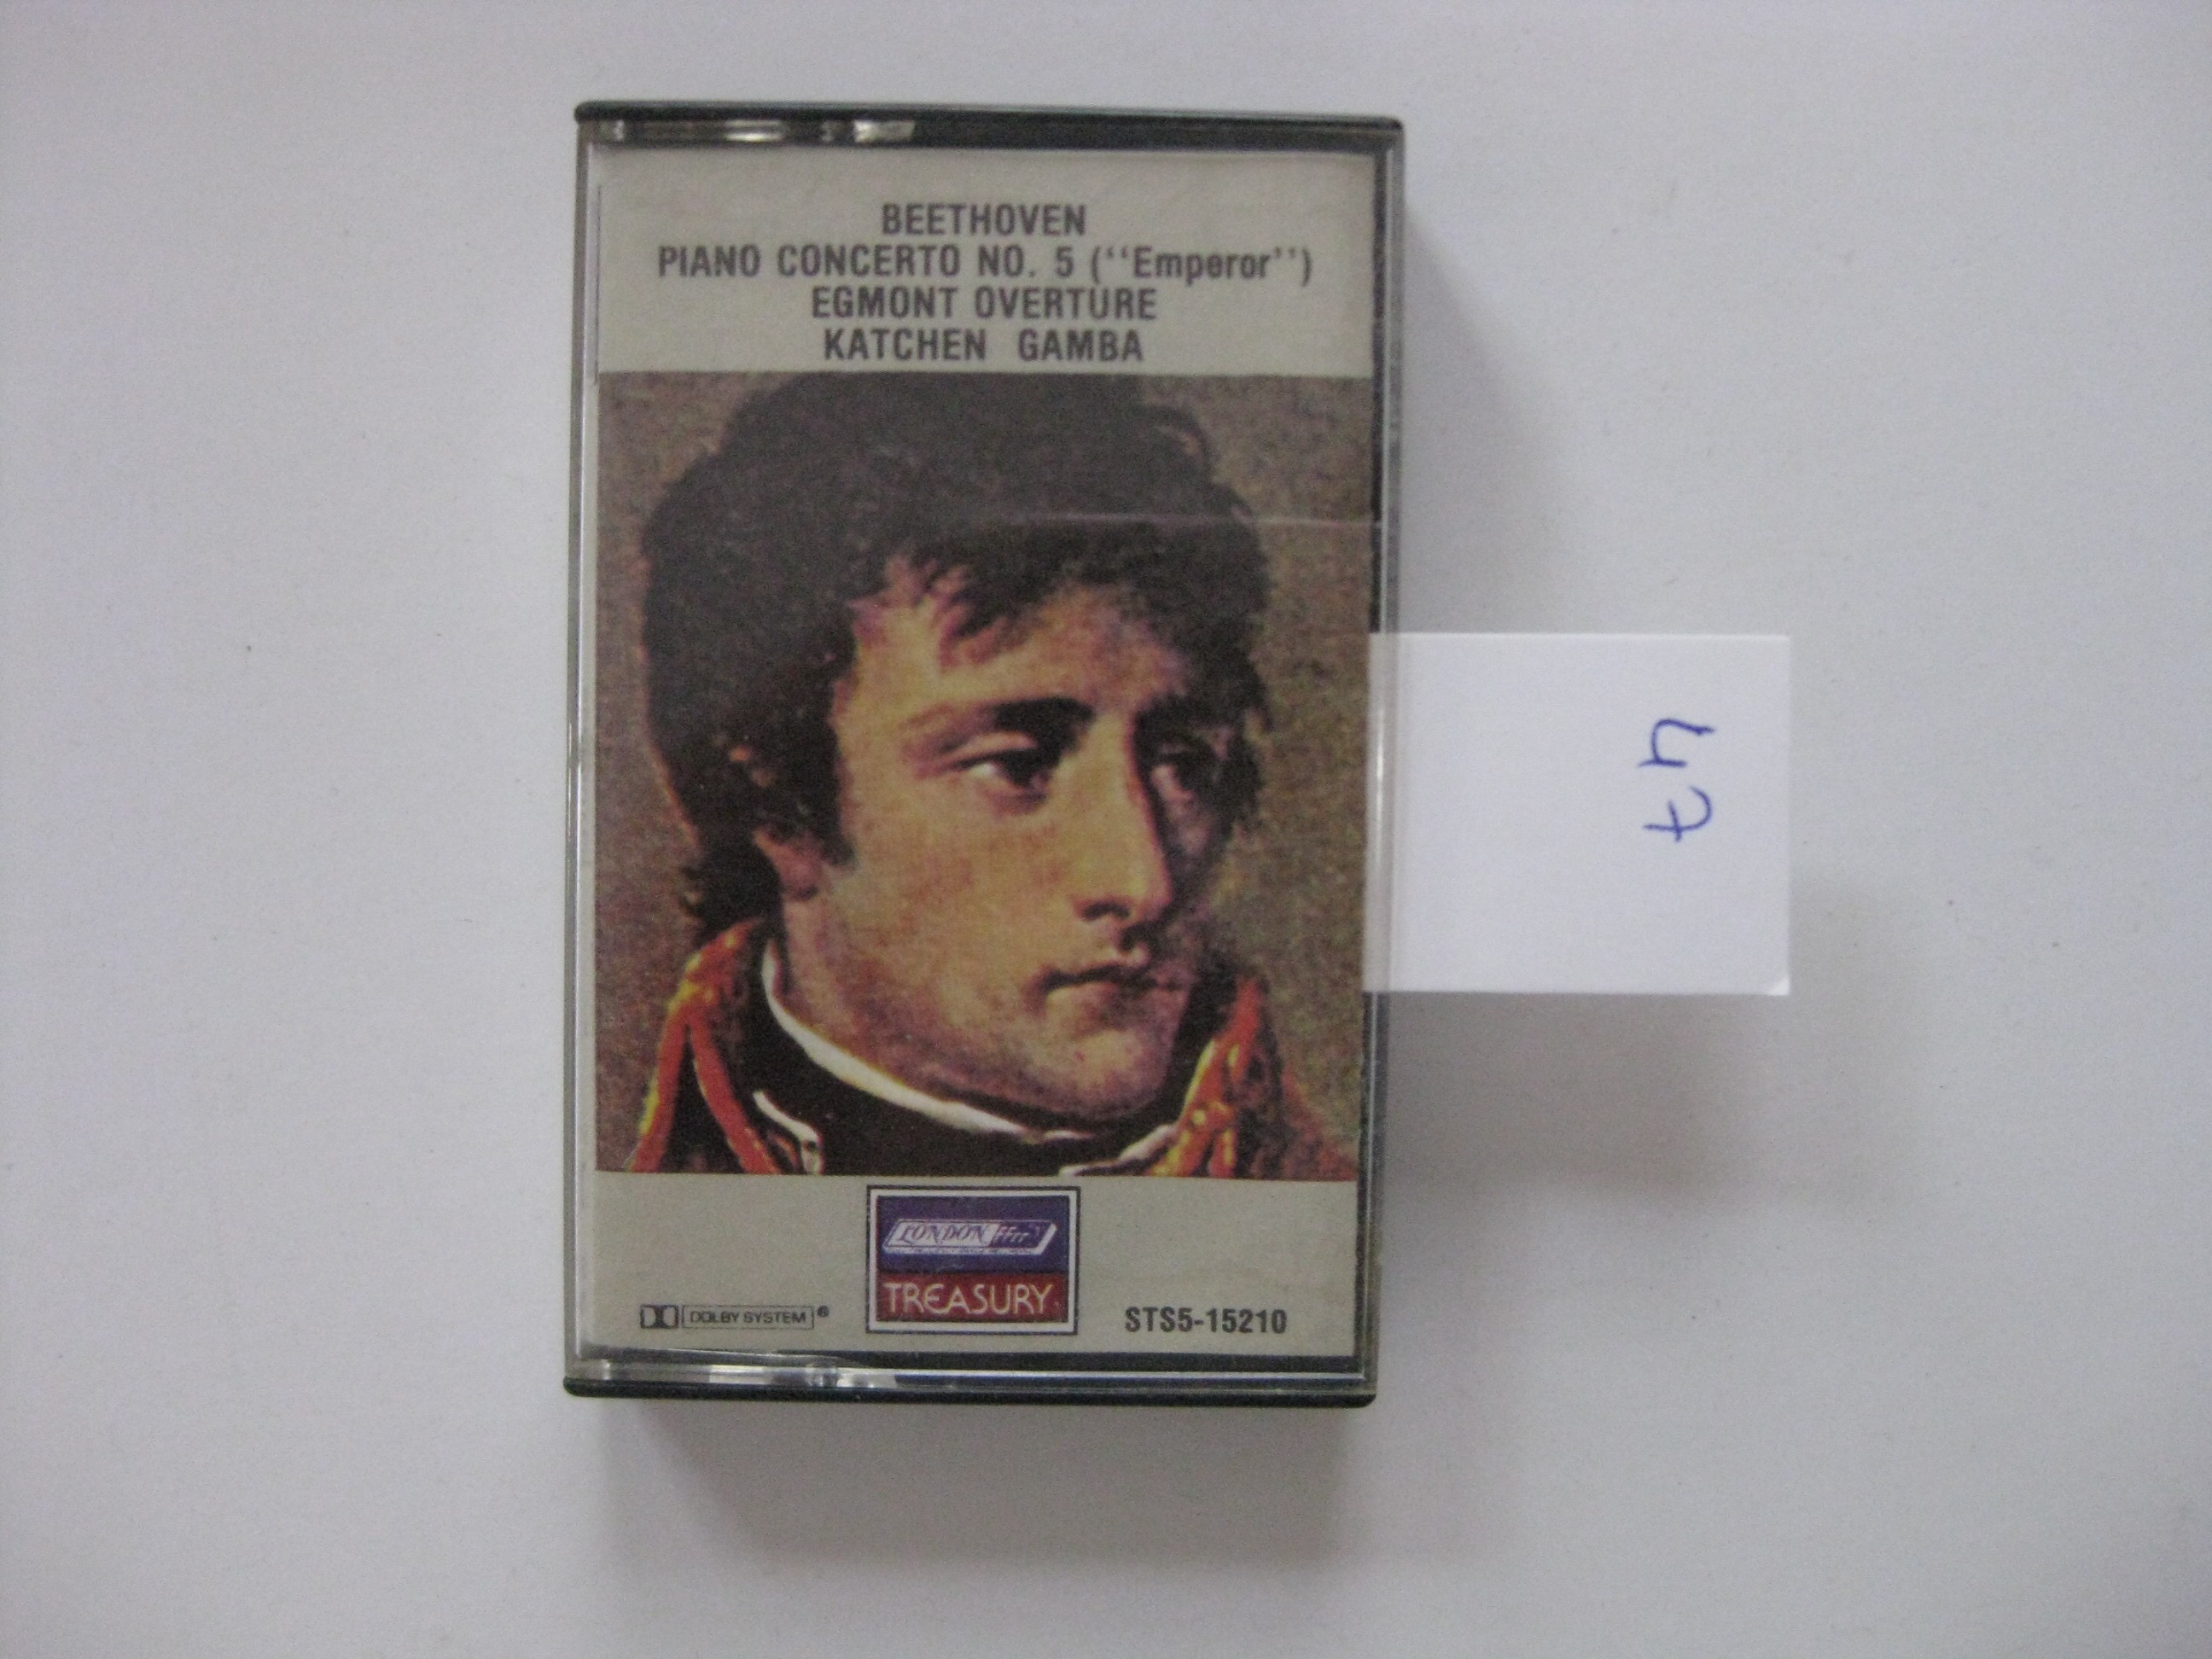 BEETHOVEN
PIANO CONCERTO NO. 5 (‘‘Emperor’’)
EGMONT OVERTURE
KATCHEN GAMBA
47
LONDON ffrr
TREASURY
DOLBY SYSTEM®
STS5-15210